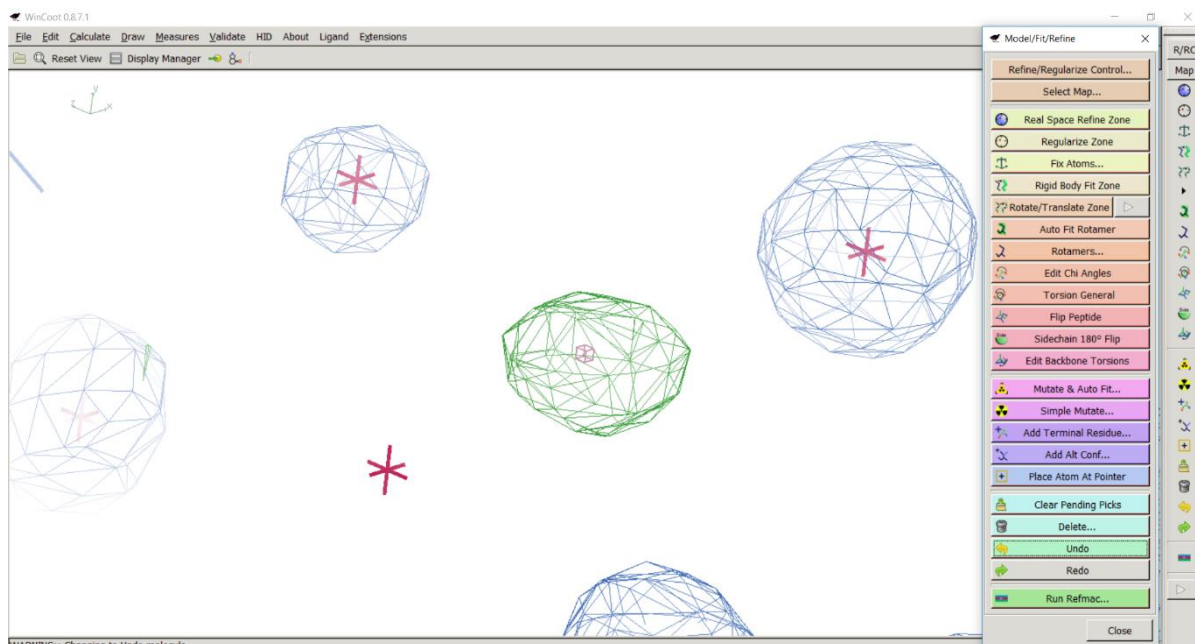 WinCoot 0.8.7.1
File Edit Calculate Draw Measures Validate HID About Ligand Extensions
Reset View Display Manager
Model/Fit/Refine
R/RC
Map
Refine/Regularize Control...
Select Map...
Real Space Refine Zone
Regularize Zone
Fix Atoms...
Rigid Body Fit Zone
Rotate/Translate Zone
Auto Fit Rotamer
Rotamers...
Edit Chi Angles
Torsion General
Flip Peptide
Sidechain 180° Flip
Edit Backbone Torsions
Mutate & Auto Fit...
Simple Mutate...
Add Terminal Residue...
Add Alt Conf...
Place Atom At Pointer
Clear Pending Picks
Delete...
Undo
Redo
Run Refmac...
Close